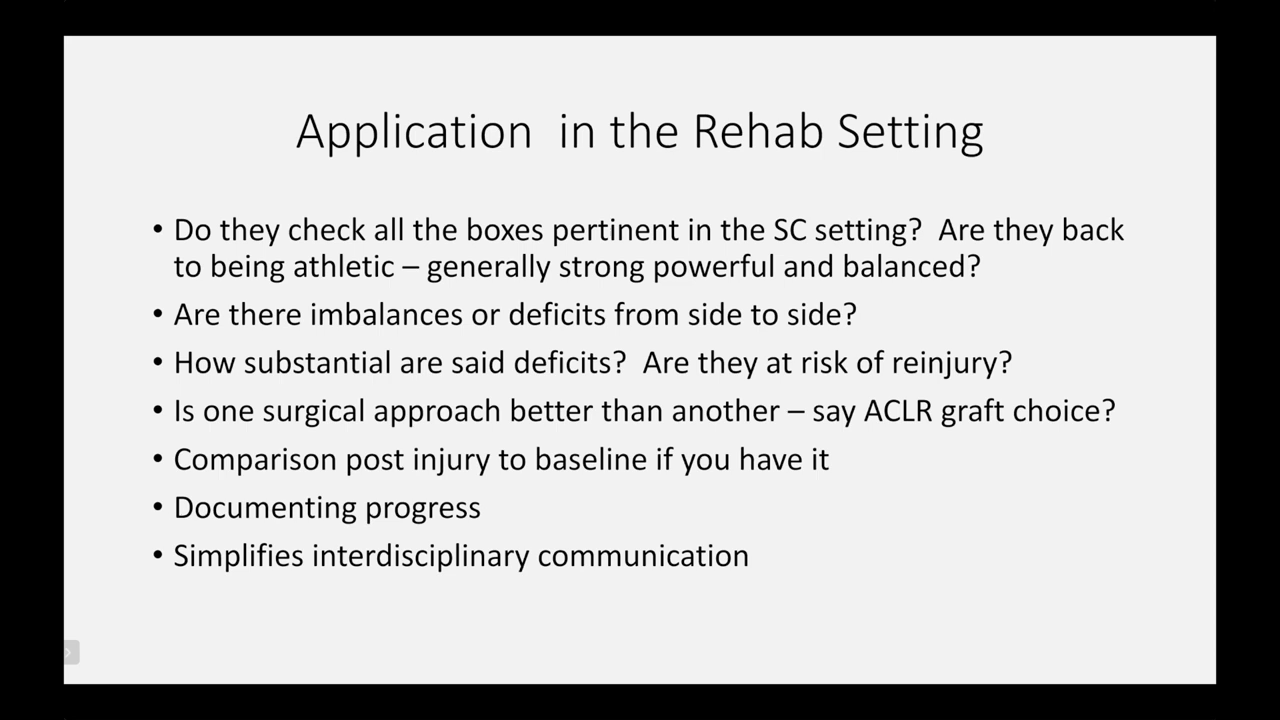 Application  in the Rehab Setting
• Do they check all the boxes pertinent in the SC setting?  Are they back
to being athletic – generally strong powerful and balanced?
• Are there imbalances or deficits from side to side?
• How substantial are said deficits?  Are they at risk of reinjury?
• Is one surgical approach better than another – say ACLR graft choice?
• Comparison post injury to baseline if you have it
• Documenting progress
• Simplifies interdisciplinary communication